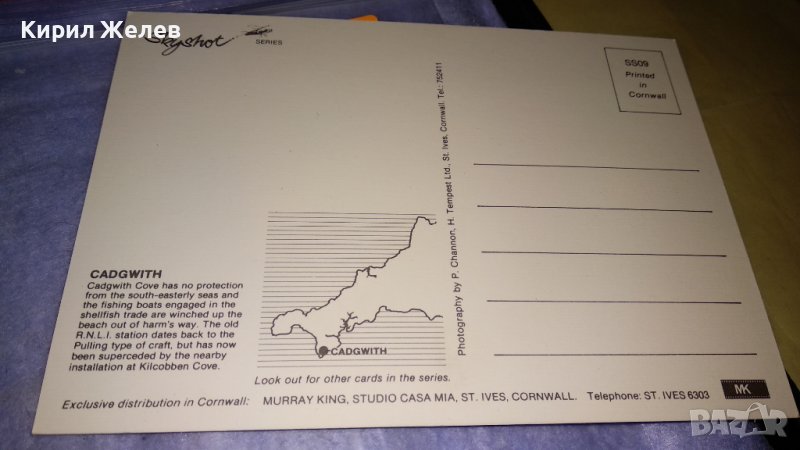 Кирил Желев
Skyshot
SERIES
SS09
Printed
in
Cornwall
Photography by P. Channon, H. Tempest Ltd., St. Ives, Cornwall. Tel.: 752411
CADGWITH
Cadgwith Cove has no protection
from the south-easterly seas and
the fishing boats engaged in the
shellfish trade are winched up the
beach out of harm's way. The old
R.N.L.I. station dates back to the
Pulling type of craft, but has now
been superceded by the nearby
installation at Kilcobben Cove.
CADGWITH
Look out for other cards in the series.
Exclusive distribution in Cornwall: MURRAY KING, STUDIO CASA MIA, ST. IVES, CORNWALL. Telephone: ST. IVES 6303
MK
BAZAR